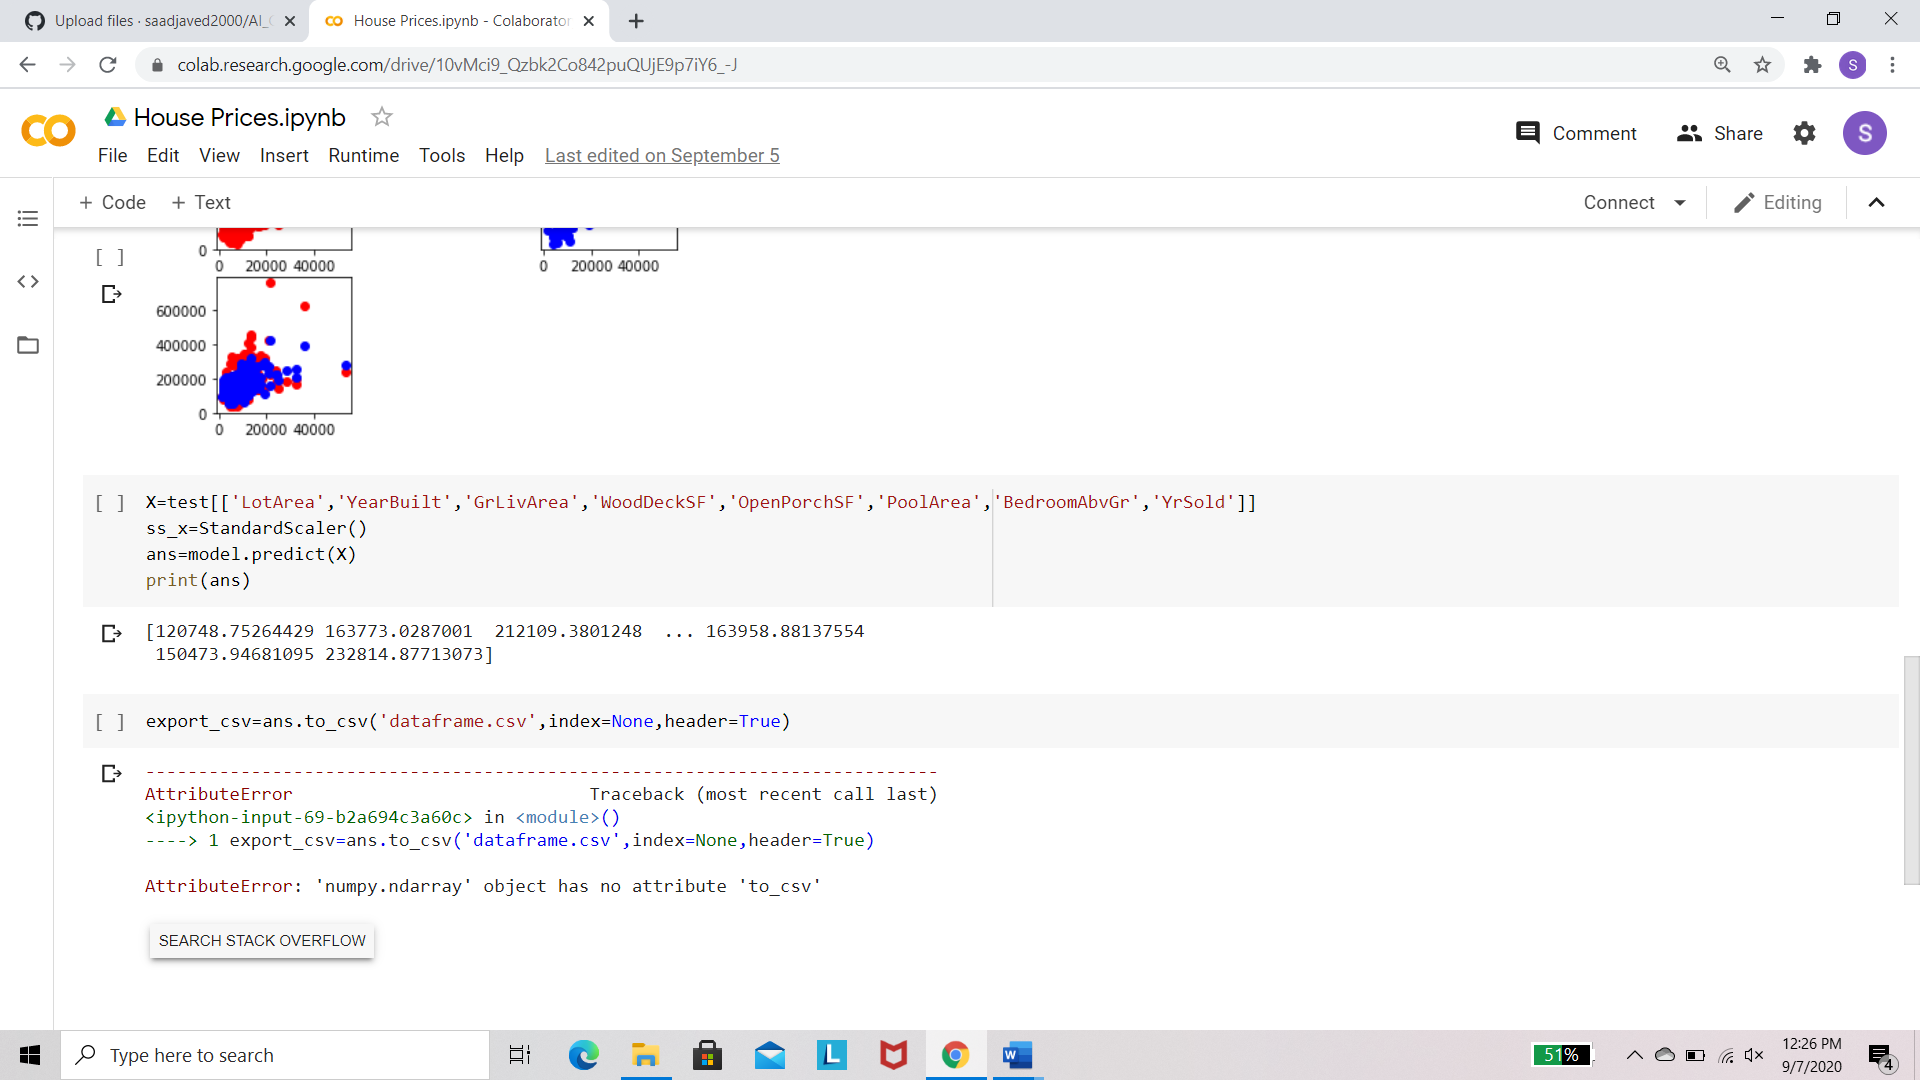 Upload files · saadjaved2000/AI_
House Prices.ipynb - Colaborator
colab.research.google.com/drive/10vMci9_Qzbk2Co842puQUjE9p7iY6_-J
S
House Prices.ipynb
Comment
Share
S
File Edit View Insert Runtime Tools Help Last edited on September 5
+ Code + Text
Connect
Editing
[ ]
0
0 20000 40000
0 20000 40000
600000
400000
200000
0
0 20000 40000
[ ] X=test[['LotArea','YearBuilt','GrLivArea','WoodDeckSF','OpenPorchSF','PoolArea','BedroomAbvGr','YrSold']]
ss_x=StandardScaler()
ans=model.predict(X)
print(ans)
[120748.75264429 163773.0287001  212109.3801248  ... 163958.88137554
150473.94681095 232814.87713073]
[ ] export_csv=ans.to_csv('dataframe.csv',index=None,header=True)
---------------------------------------------------------------------------
AttributeError Traceback (most recent call last)
<ipython-input-69-b2a694c3a60c> in <module>()
----> 1 export_csv=ans.to_csv('dataframe.csv',index=None,header=True)
AttributeError: 'numpy.ndarray' object has no attribute 'to_csv'
SEARCH STACK OVERFLOW
Type here to search
L
W
51%
12:26 PM
9/7/2020
4